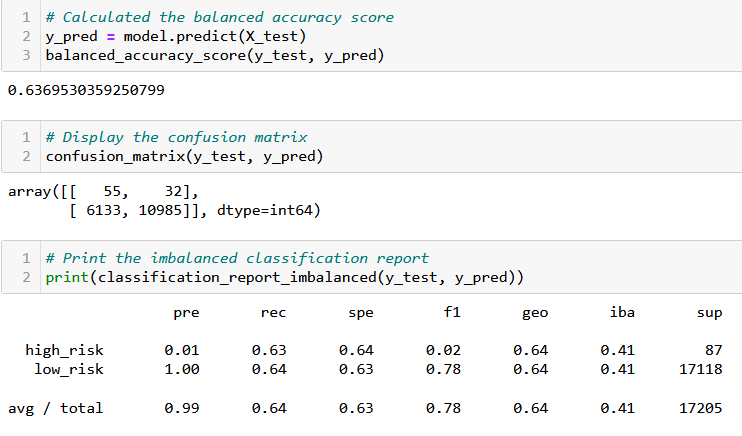 1 # Calculated the balanced accuracy score
2 y_pred = model.predict(X_test)
3 balanced_accuracy_score(y_test, y_pred)
0.6369530359250799
1 # Display the confusion matrix
2 confusion_matrix(y_test, y_pred)
array([[   55,    32],
       [ 6133, 10985]], dtype=int64)
1 # Print the imbalanced classification report
2 print(classification_report_imbalanced(y_test, y_pred))
pre rec spe f1 geo iba sup
high_risk 0.01 0.63 0.64 0.02 0.64 0.41 87
low_risk 1.00 0.64 0.63 0.78 0.64 0.41 17118
avg / total 0.99 0.64 0.63 0.78 0.64 0.41 17205